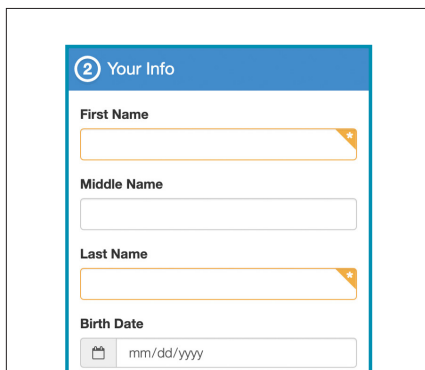 2 Your Info
First Name
Middle Name
Last Name
Birth Date
mm/dd/yyyy